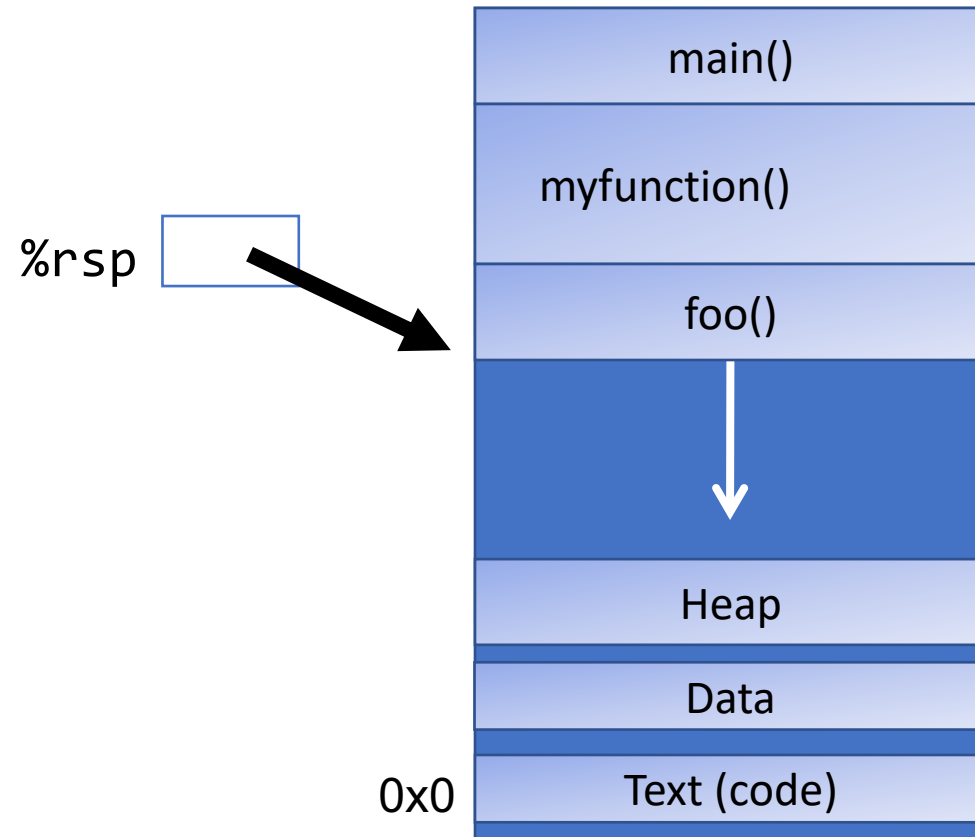 main()
myfunction()
%rsp
foo()
Heap
Data
0x0
Text (code)